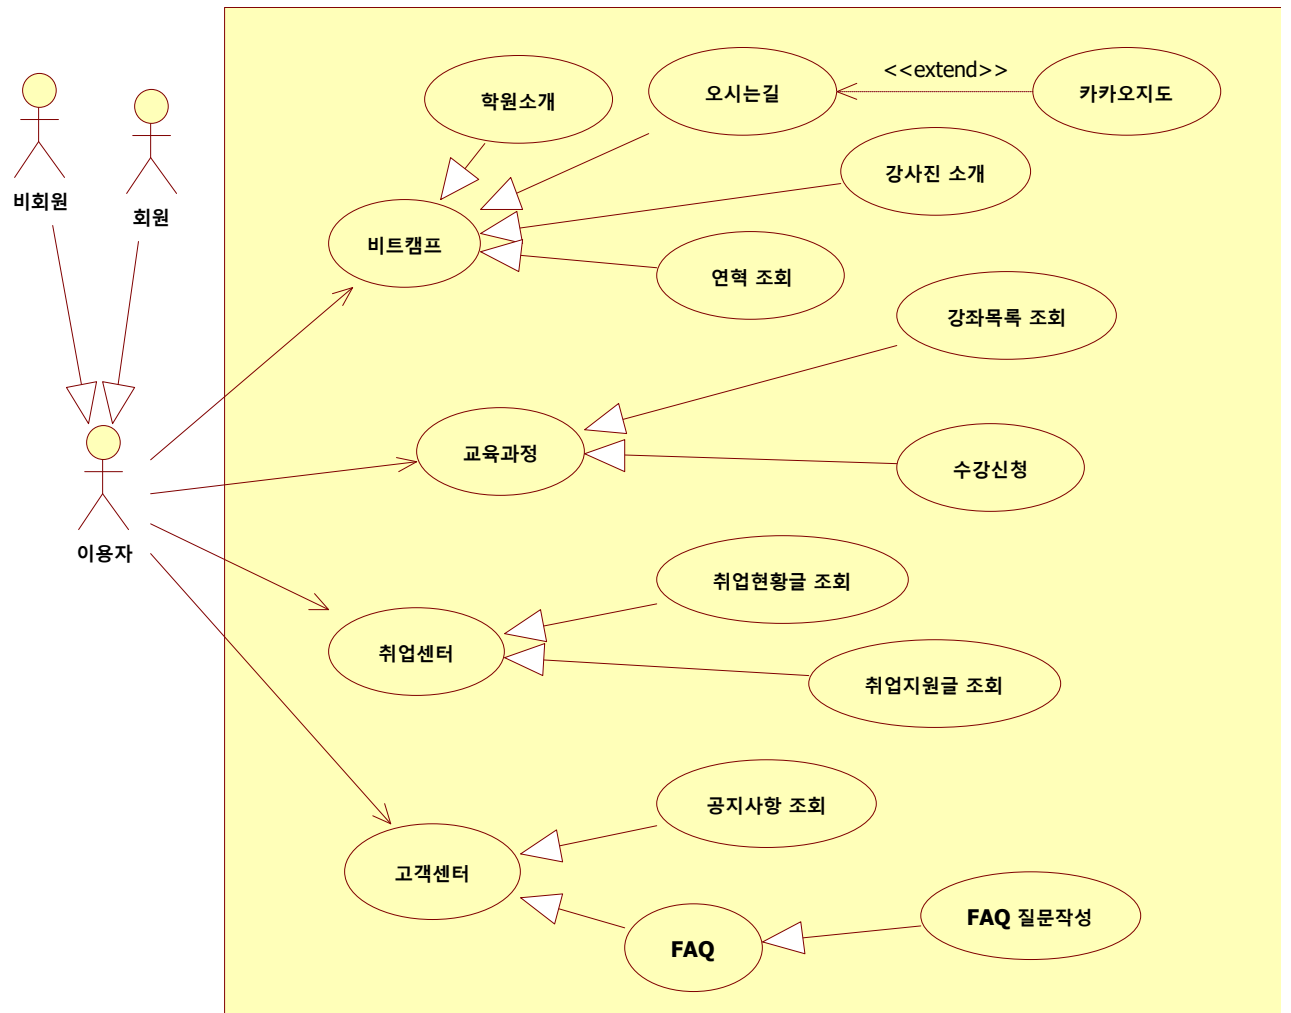 학원소개
오시는길
<<extend>>
카카오지도
비회원
회원
강사진 소개
비트캠프
연혁 조회
강좌목록 조회
교육과정
수강신청
이용자
취업현황글 조회
취업센터
취업지원글 조회
공지사항 조회
고객센터
FAQ
FAQ 질문작성